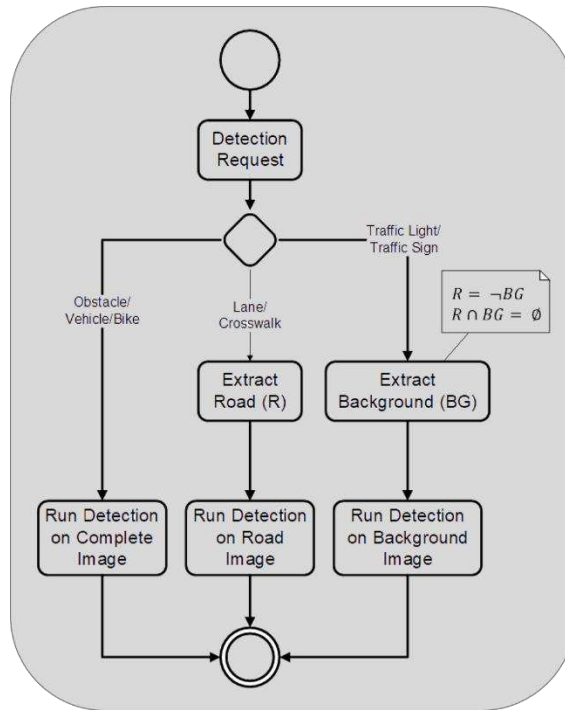 Detection
Request
Traffic Light/
Traffic Sign
Obstacle/
Vehicle/Bike
Lane/
Crosswalk
R = ¬BG
R ∩ BG = ∅
Extract
Road (R)
Extract
Background (BG)
Run Detection
on Complete
Image
Run Detection
on Road
Image
Run Detection
on Background
Image